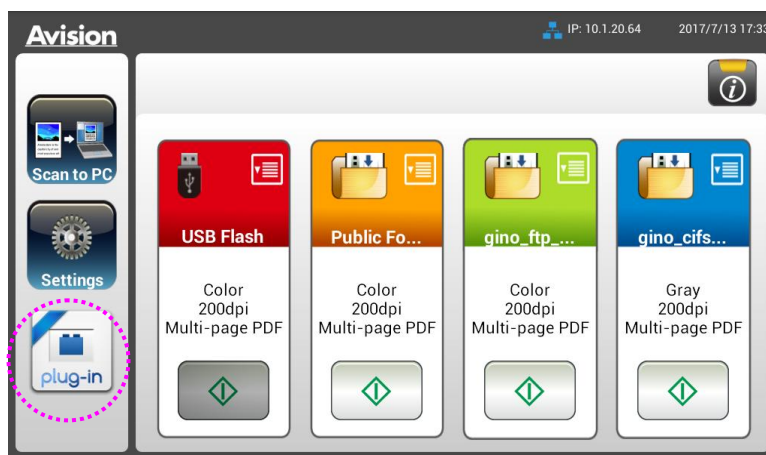 Avision
IP: 10.1.20.64 2017/7/13 17:33
Scan to PC
Settings
plug-in
USB Flash
Color
200dpi
Multi-page PDF
Public Fo...
Color
200dpi
Multi-page PDF
gino_ftp_...
Color
200dpi
Multi-page PDF
gino_cifs...
Gray
200dpi
Multi-page PDF